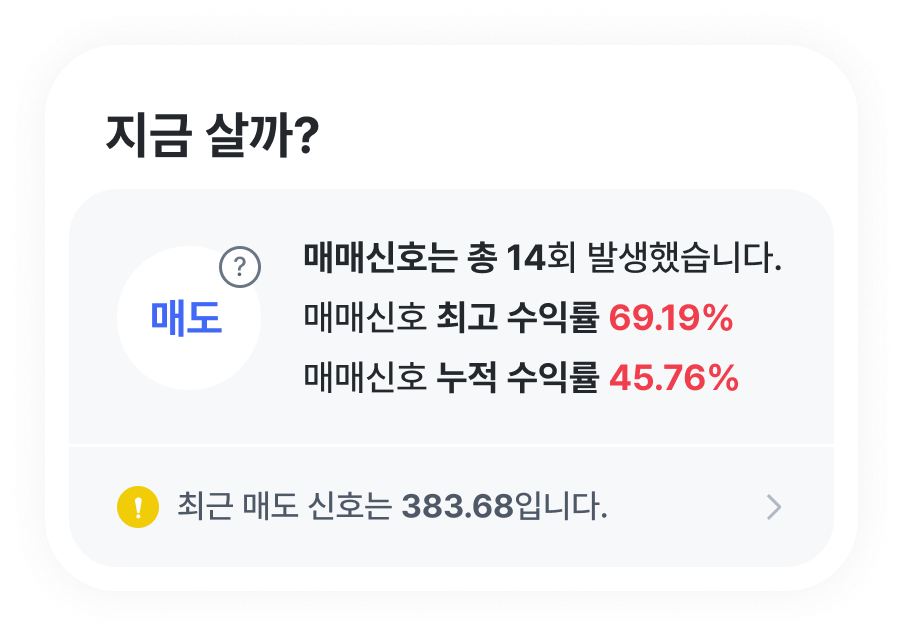 지금 살까?
매도
?
매매신호는 총 14회 발생했습니다.
매매신호 최고 수익률 69.19%
매매신호 누적 수익률 45.76%
! 최근 매도 신호는 383.68입니다.